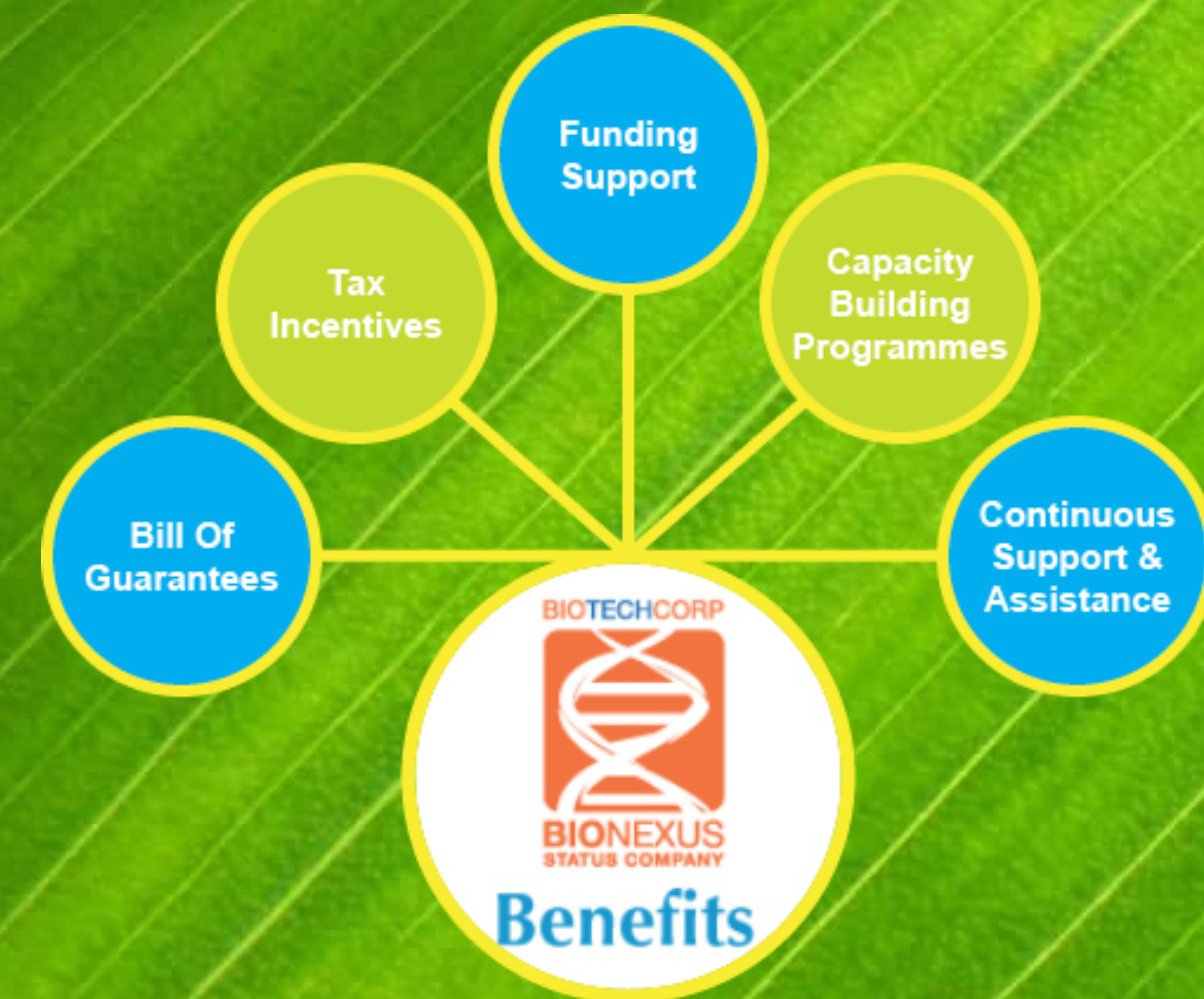 Funding
Support
Tax
Incentives
Capacity
Building
Programmes
Bill Of
Guarantees
Continuous
Support &
Assistance
BIOTECHCORP
BIONEXUS
STATUS COMPANY
Benefits